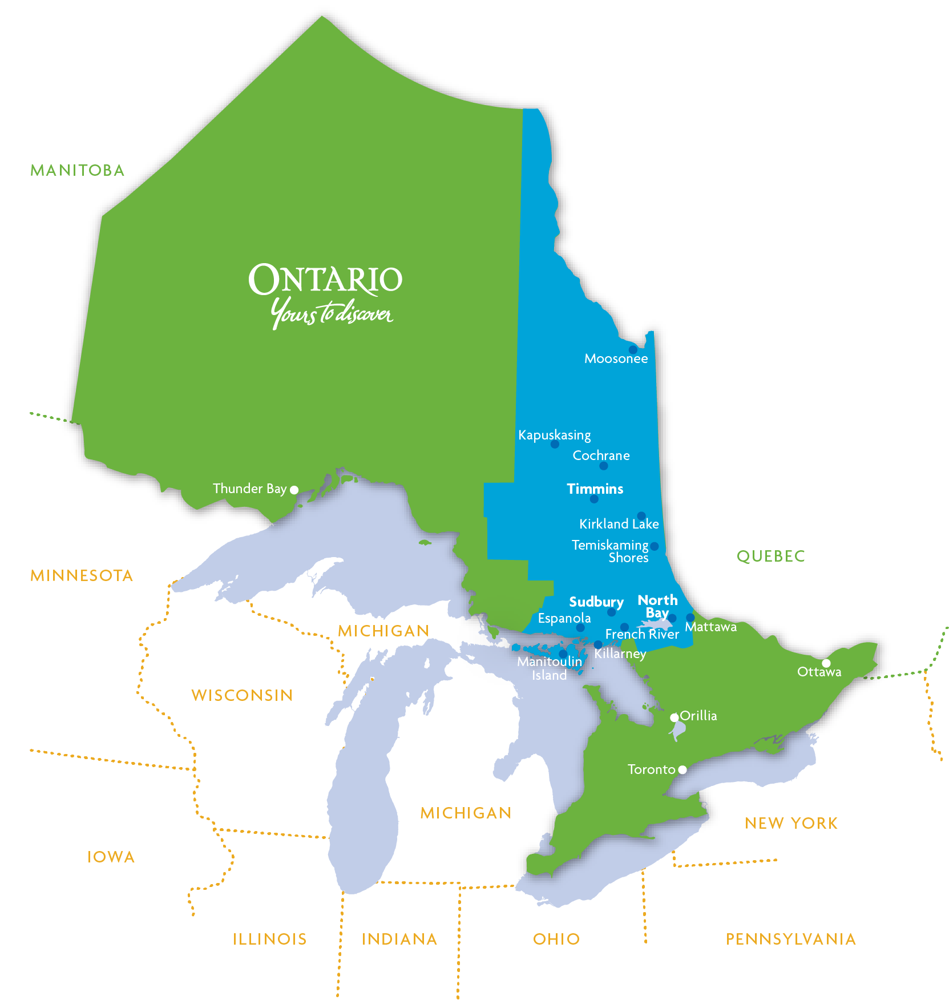 MANITOBA
ONTARIO
Yours to discover
Moosonee
Kapuskasing
Cochrane
Thunder Bay
Timmins
Kirkland Lake
Temiskaming
Shores
QUEBEC
MINNESOTA
Sudbury
North
Bay
Espanola
Mattawa
MICHIGAN
French River
Killarney
Manitoulin
Island
Ottawa
WISCONSIN
Orillia
Toronto
MICHIGAN
NEW YORK
IOWA
ILLINOIS
INDIANA
OHIO
PENNSYLVANIA